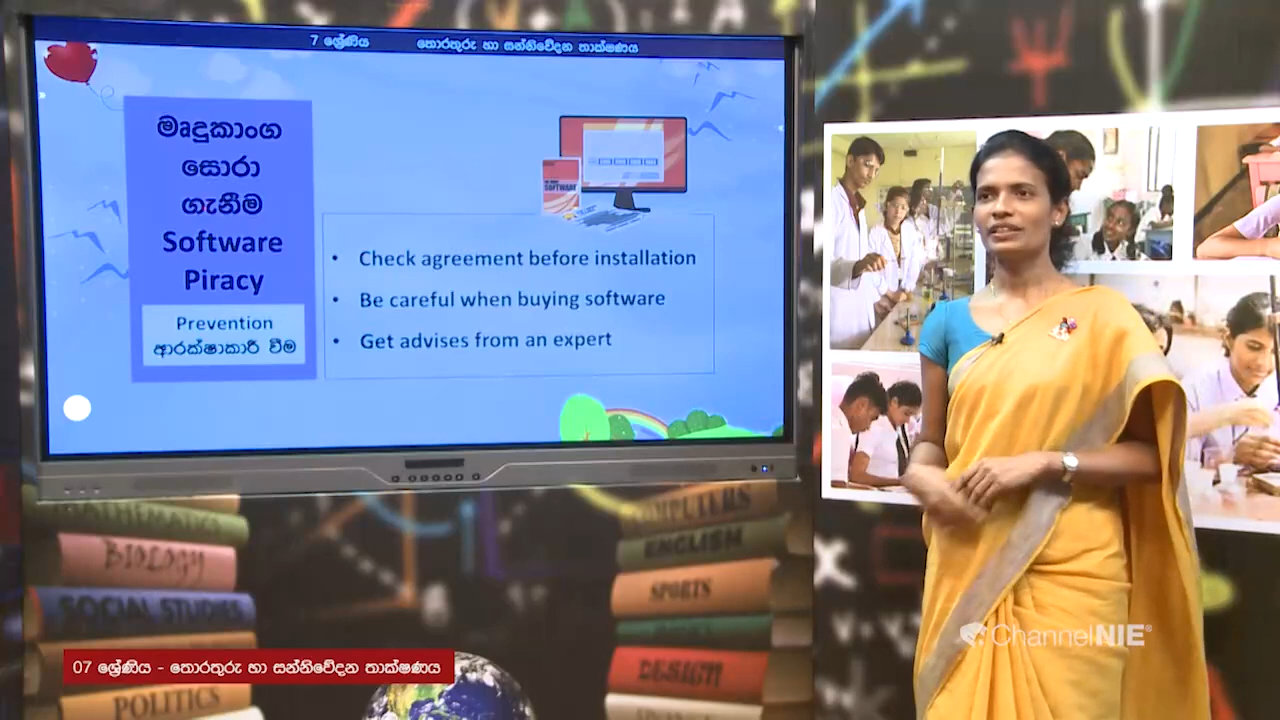 7 ශ්‍රේණිය තොරතුරු හා සන්නිවේදන තාක්ෂණය
මෘදුකාංග
සොරා
ගැනීම
Software
Piracy
Prevention
ආරක්ෂාකාරී වීම
SOFTWARE
• Check agreement before installation
• Be careful when buying software
• Get advises from an expert
MATHEMATICS
BIOLOGY
SOCIAL STUDIES
POLITICS
COMPUTERS
ENGLISH
SPORTS
DESIGN
07 ශ්‍රේණිය - තොරතුරු හා සන්නිවේදන තාක්ෂණය
ChannelNIE®